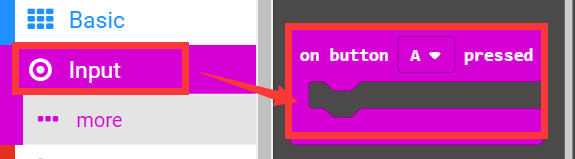 Basic
Input
more
on button A pressed